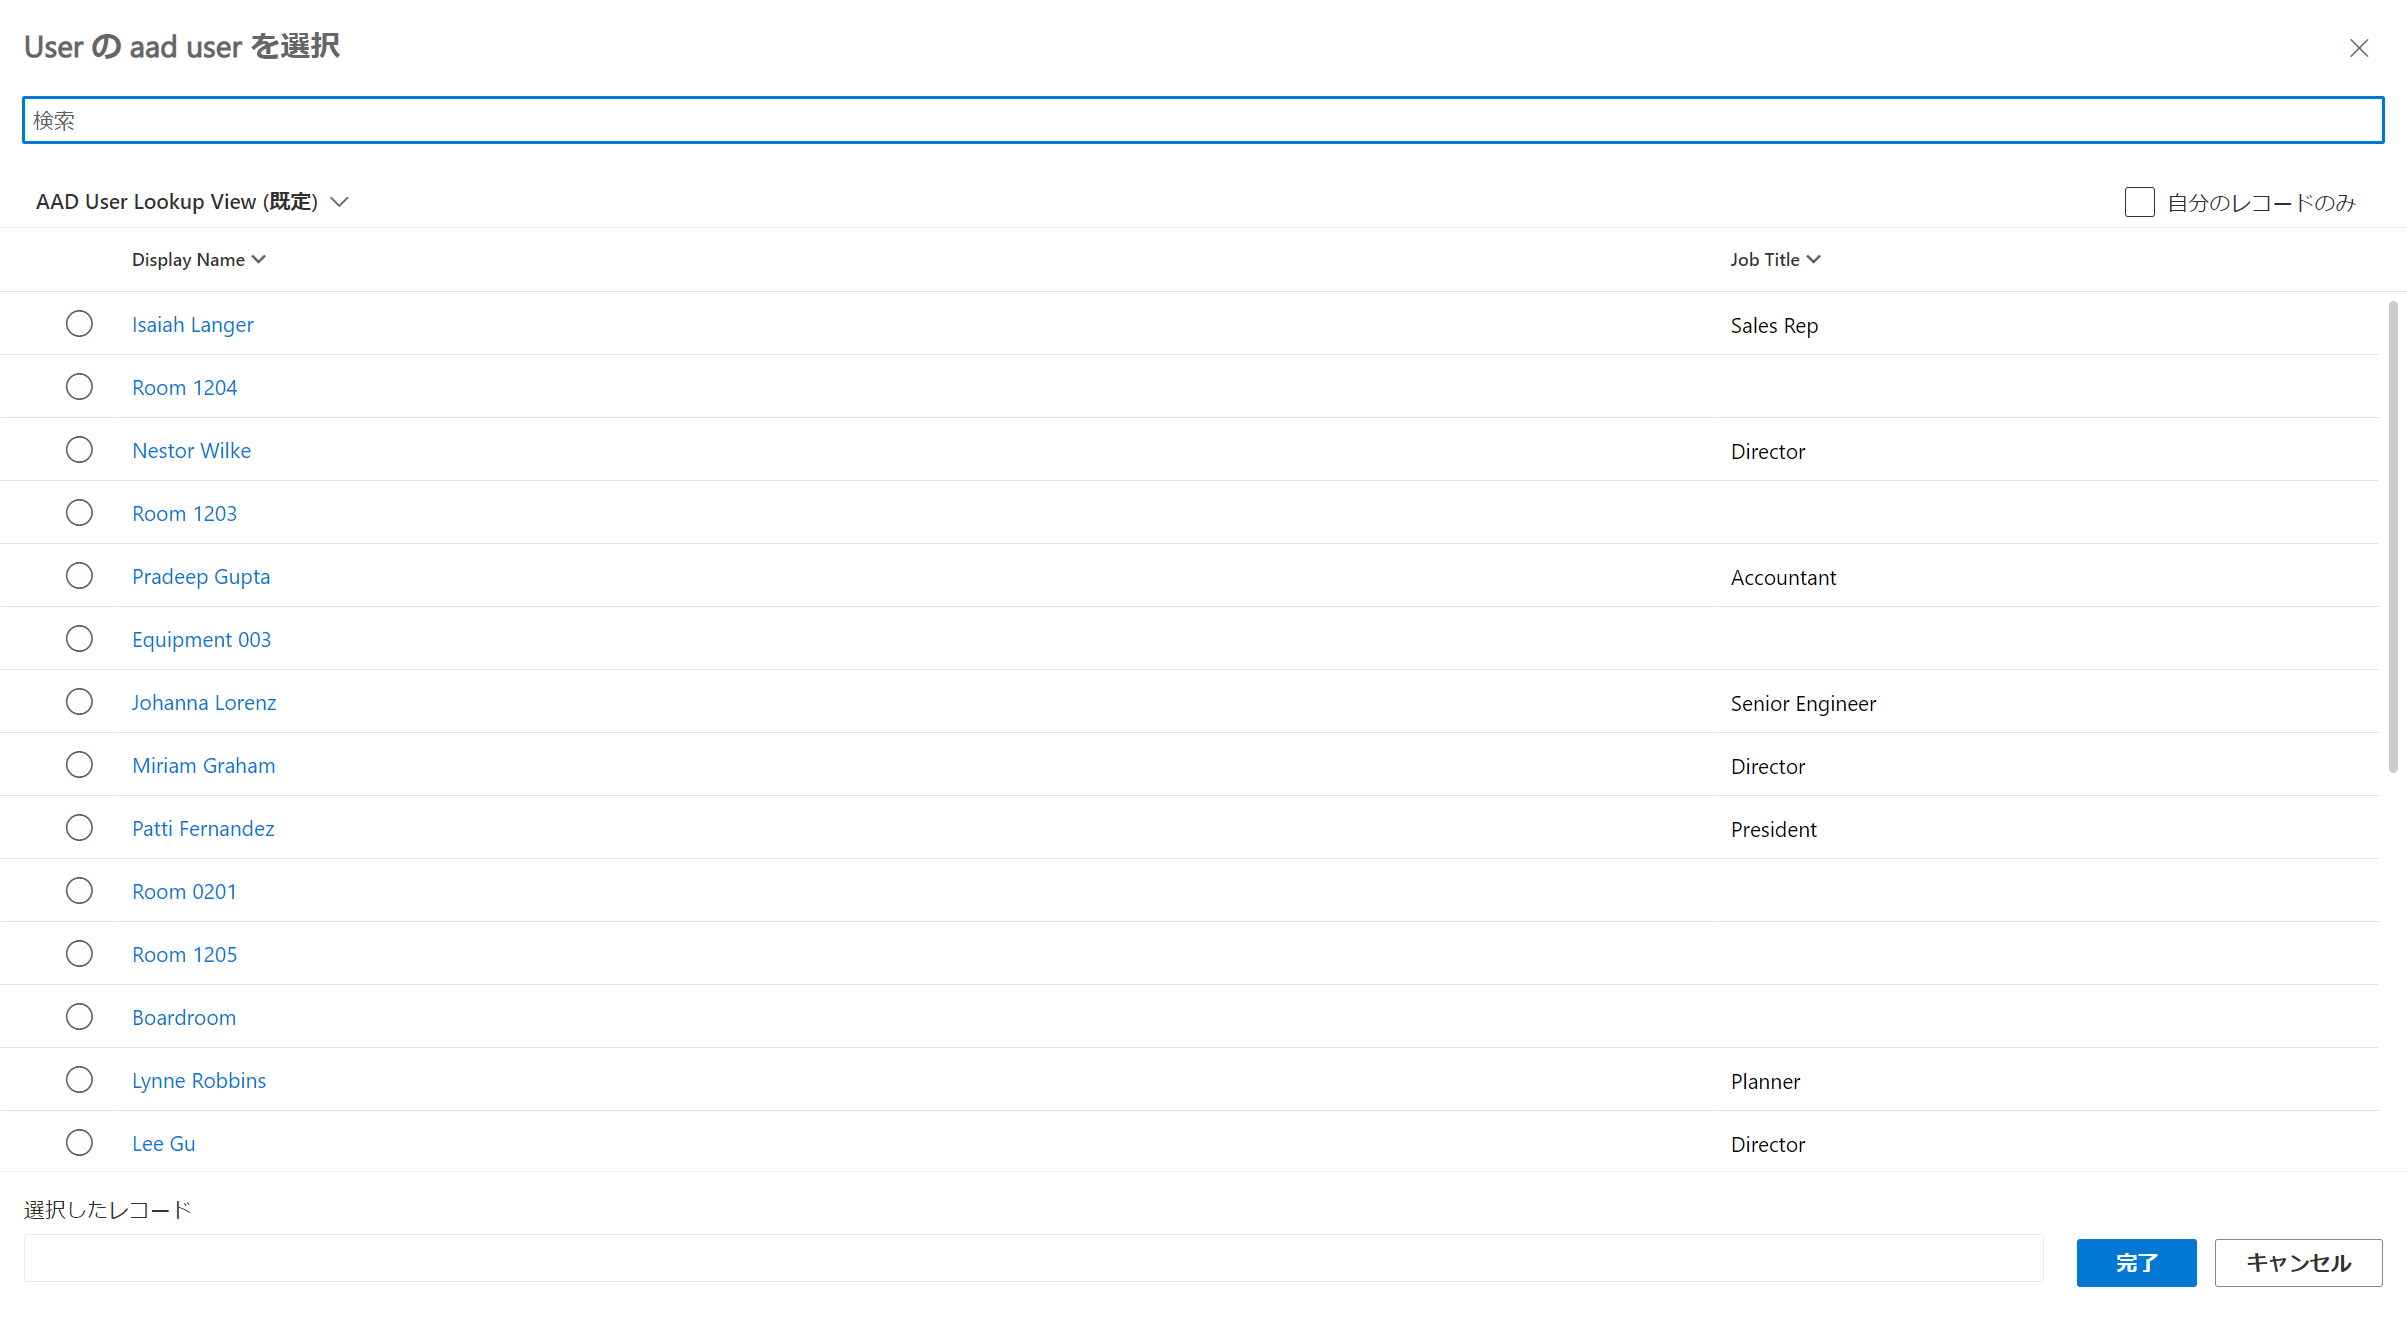 User の aad user を選択
検索
AAD User Lookup View (既定)
自分のレコードのみ
Display Name
Job Title
Isaiah Langer
Sales Rep
Room 1204
Nestor Wilke
Director
Room 1203
Pradeep Gupta
Accountant
Equipment 003
Johanna Lorenz
Senior Engineer
Miriam Graham
Director
Patti Fernandez
President
Room 0201
Room 1205
Boardroom
Lynne Robbins
Planner
Lee Gu
Director
選択したレコード
完了
キャンセル